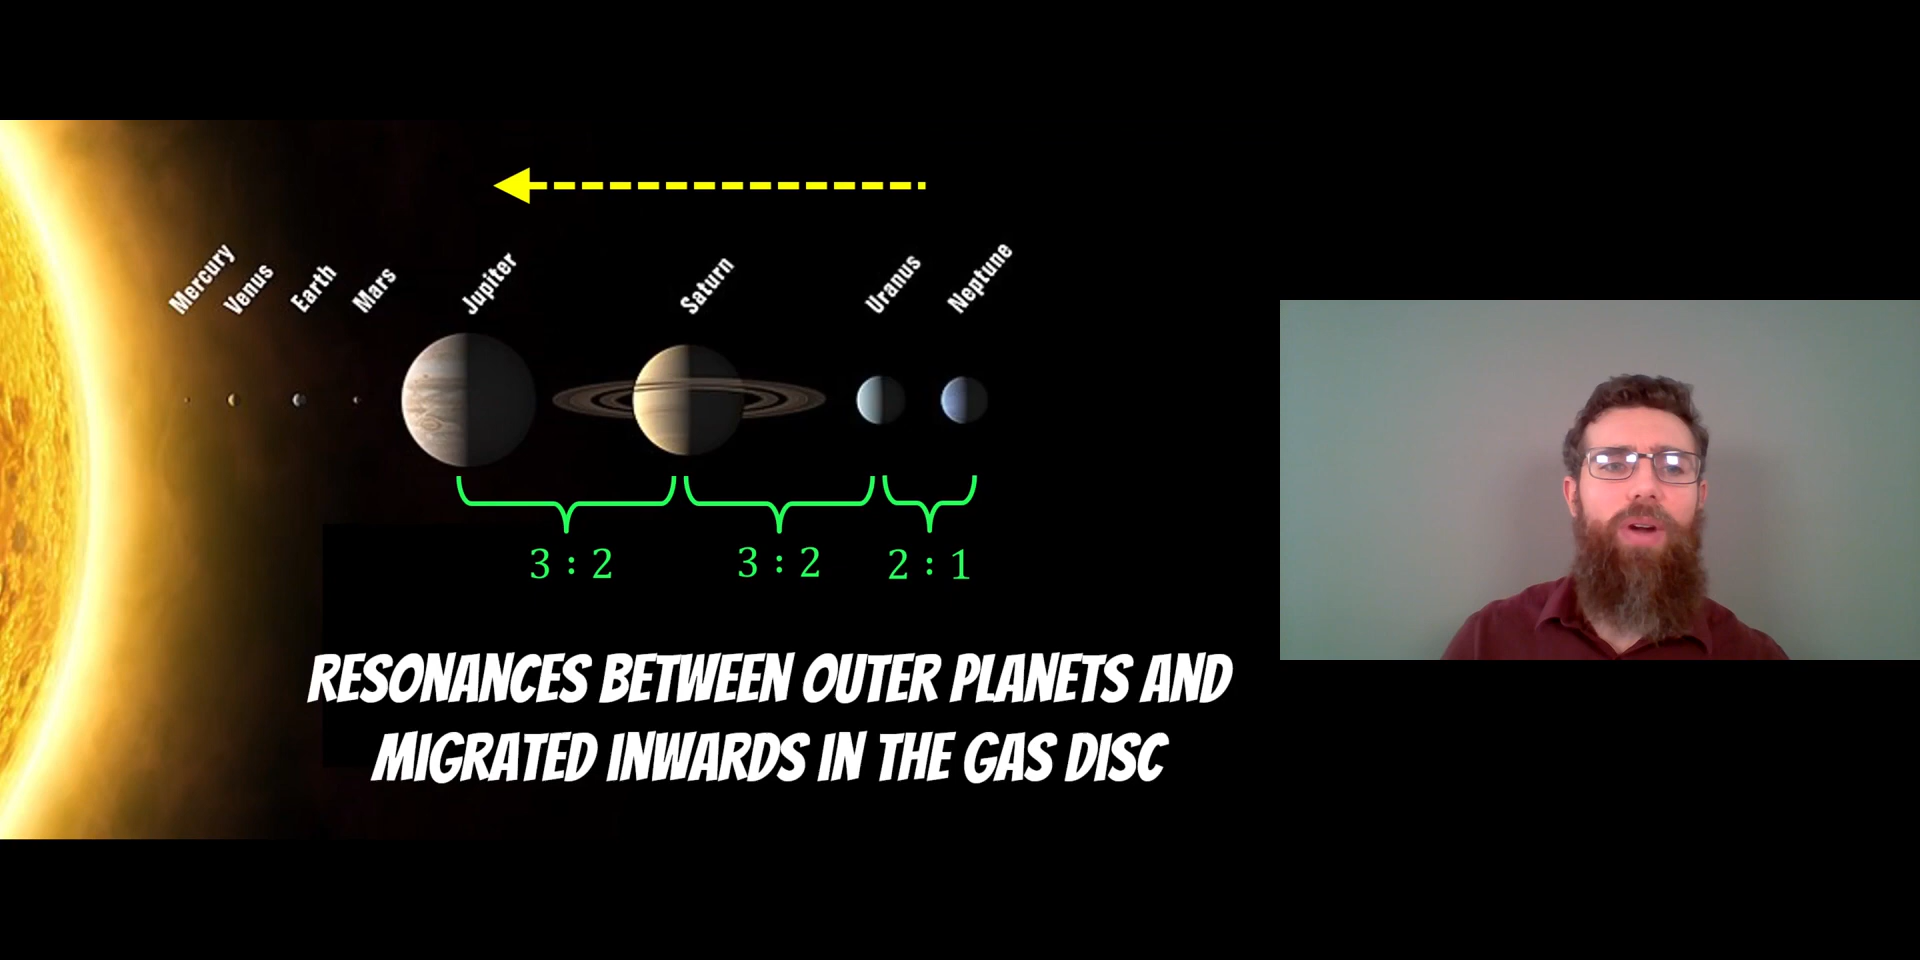 Mercury
Venus
Earth
Mars
Jupiter
Saturn
Uranus
Neptune
3 : 2
3 : 2
2 : 1
RESONANCES BETWEEN OUTER PLANETS AND
MIGRATED INWARDS IN THE GAS DISC